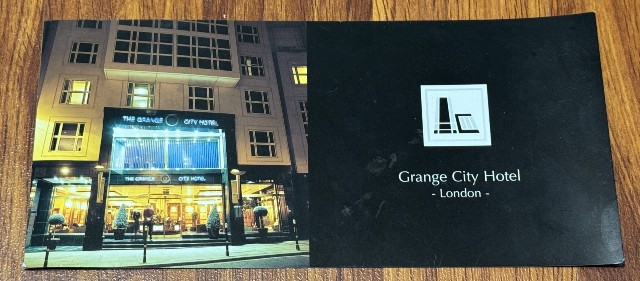 THE GRANGE CITY HOTEL
THE GRANGE CITY HOTEL
Grange City Hotel
- London -